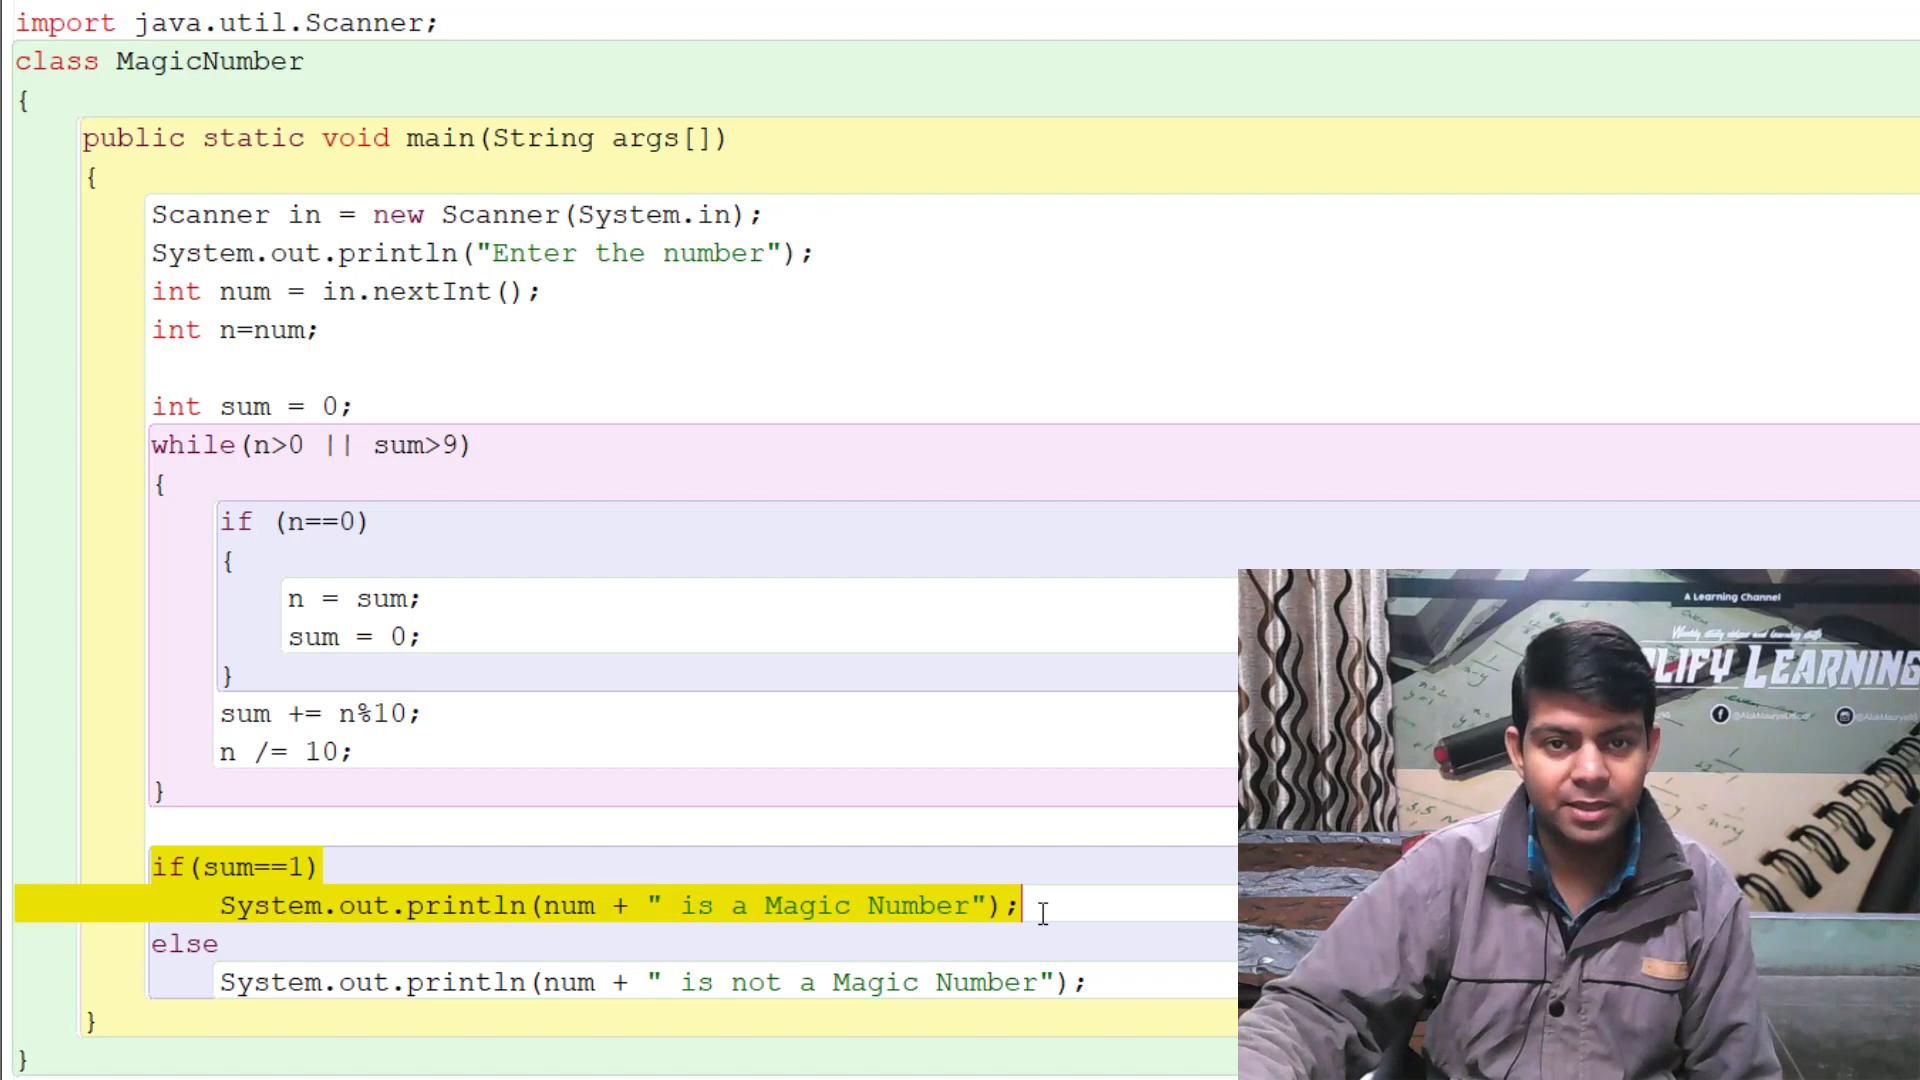 import java.util.Scanner;
class MagicNumber
{
public static void main(String args[])
{
Scanner in = new Scanner(System.in);
System.out.println("Enter the number");
int num = in.nextInt();
int n=num;
int sum = 0;
while(n>0 || sum>9)
{
if (n==0)
{
n = sum;
sum = 0;
}
sum += n%10;
n /= 10;
}
if(sum==1)
System.out.println(num + " is a Magic Number");
else
System.out.println(num + " is not a Magic Number");
}
}
A Learning Channel
LIFY LEARNING